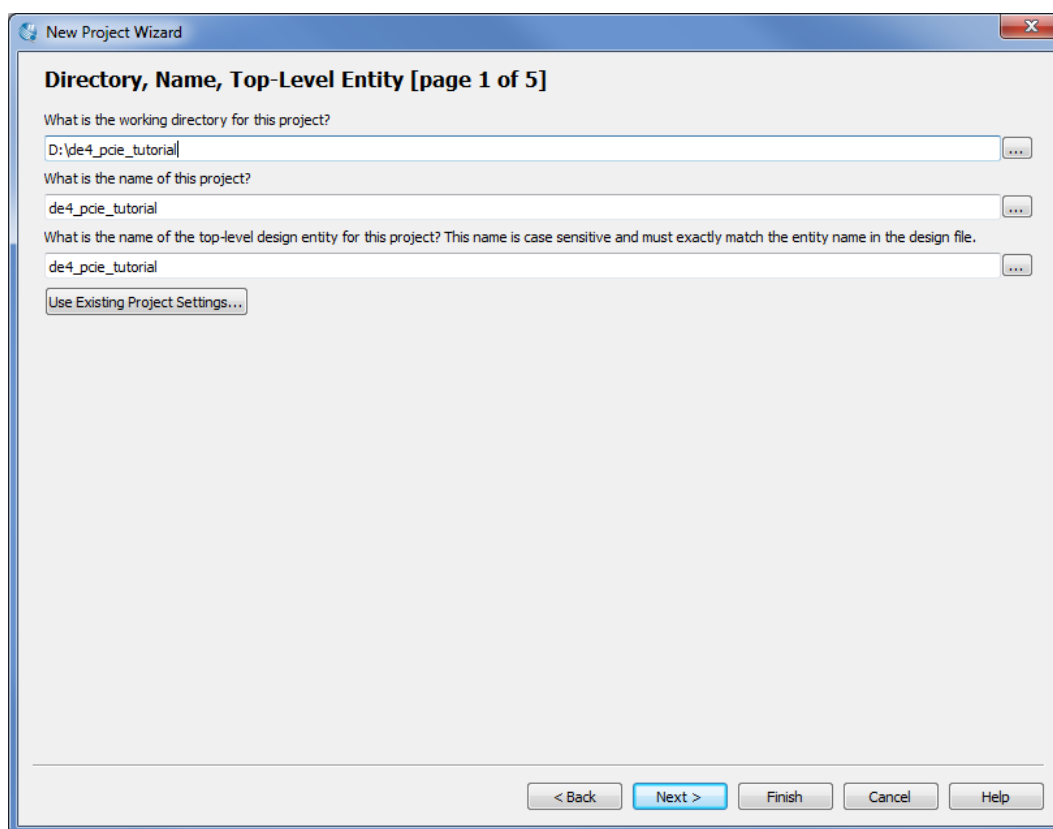 New Project Wizard
Directory, Name, Top-Level Entity [page 1 of 5]
What is the working directory for this project?
D:\de4_pcie_tutorial
...
What is the name of this project?
de4_pcie_tutorial
...
What is the name of the top-level design entity for this project? This name is case sensitive and must exactly match the entity name in the design file.
de4_pcie_tutorial
...
Use Existing Project Settings...
< Back Next > Finish Cancel Help